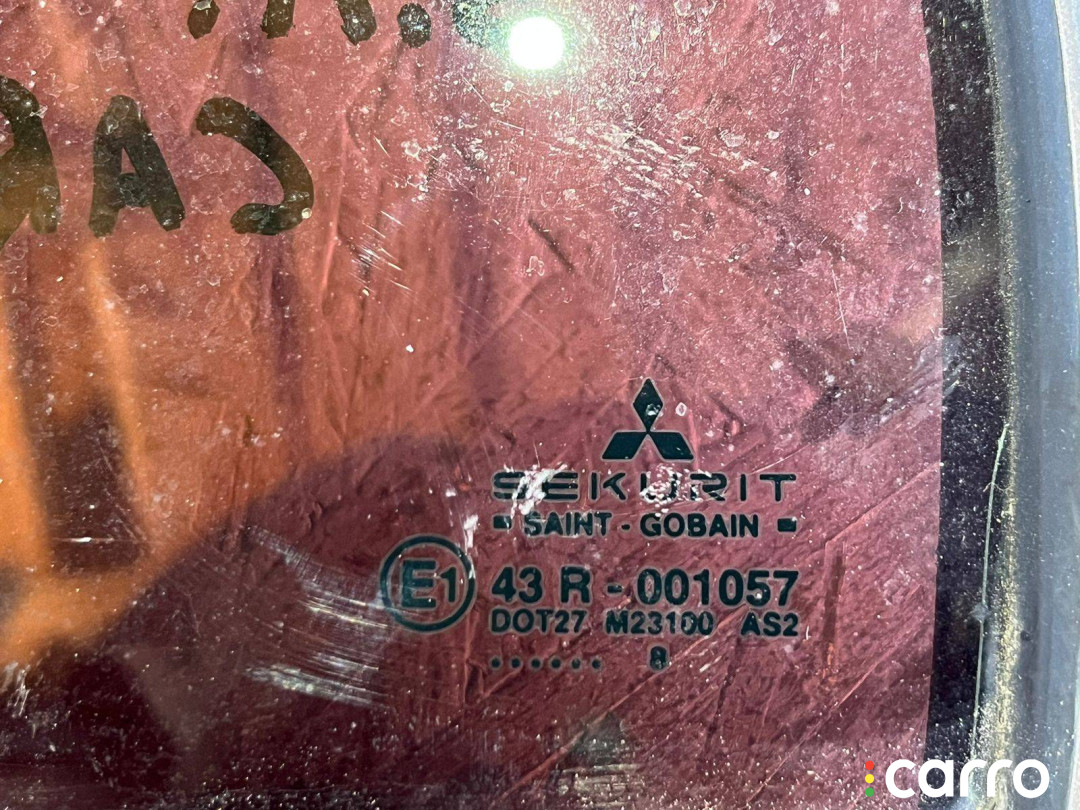 SEKURIT
SAINT - GOBAIN
E1 43 R - 001057
DOT27 M23100 AS2
...... 8
carro